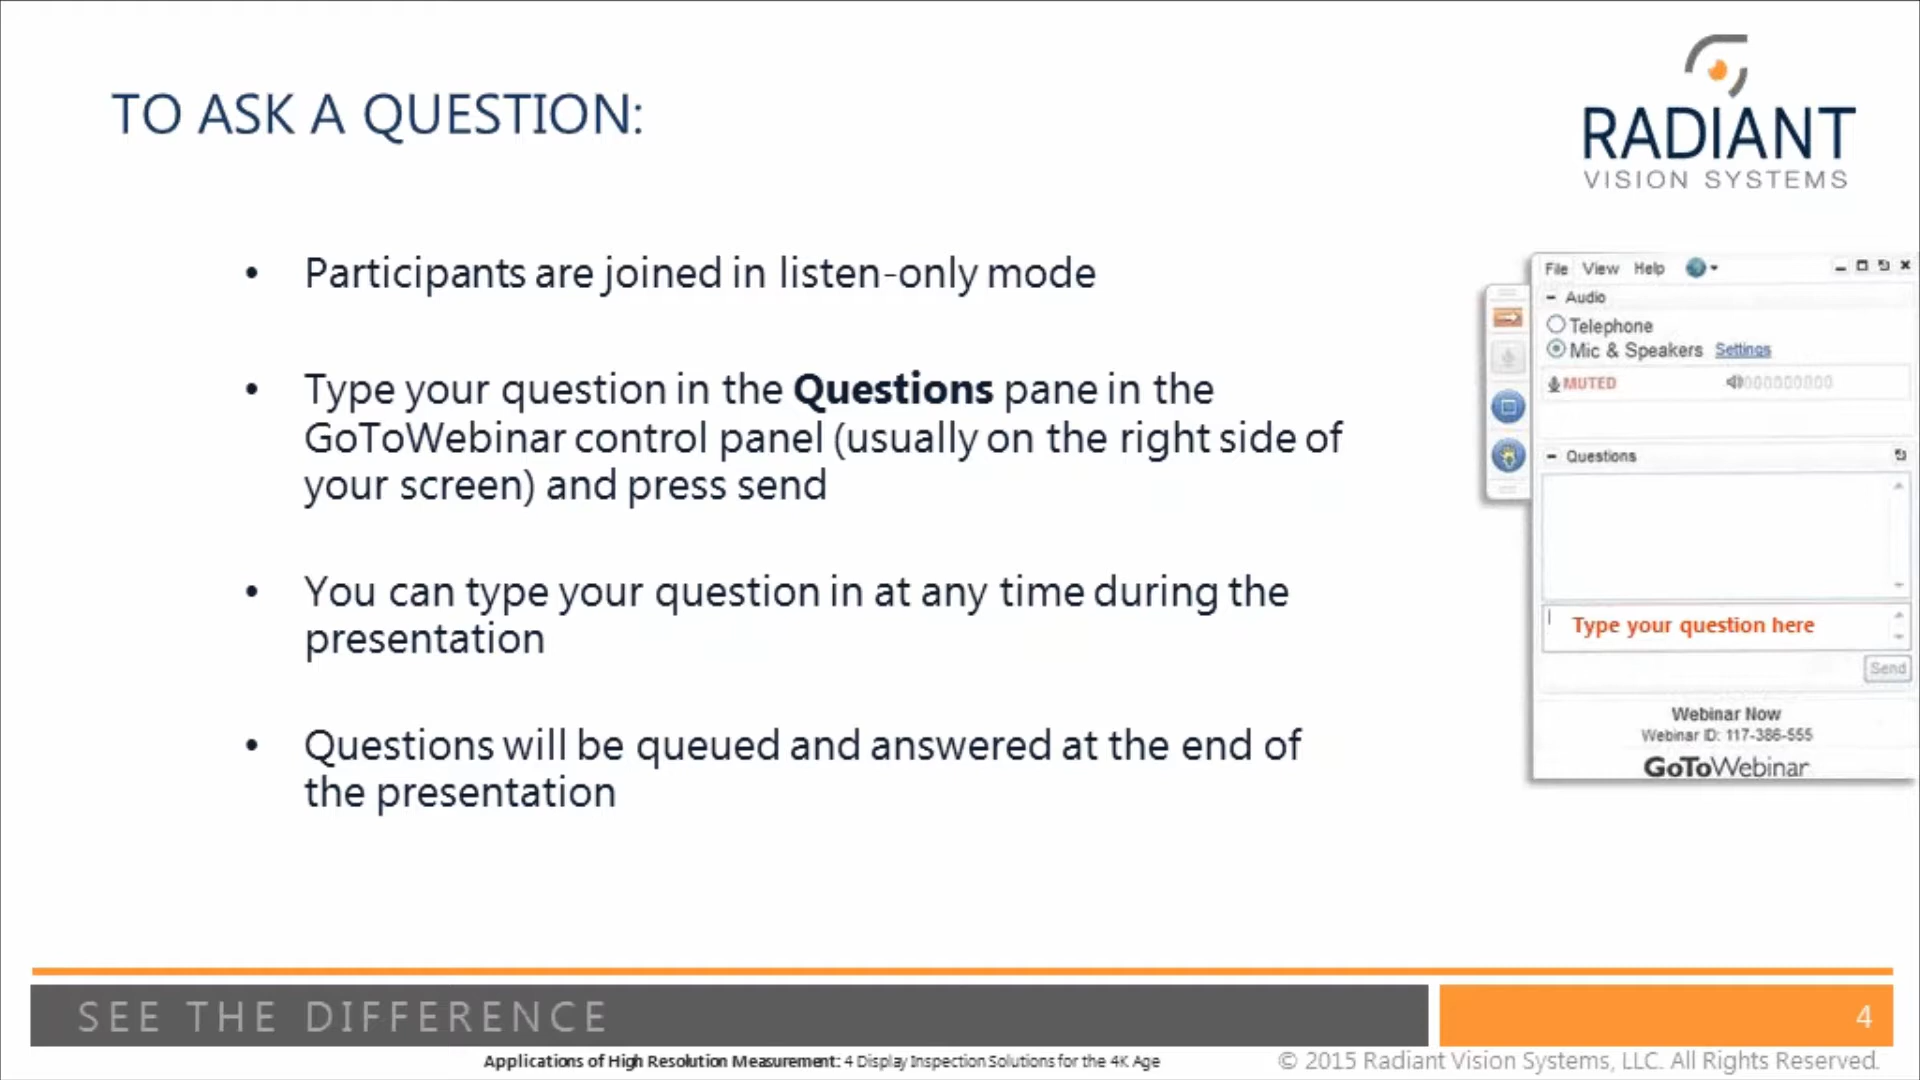 TO ASK A QUESTION:
RADIANT
VISION SYSTEMS
• Participants are joined in listen-only mode
• Type your question in the Questions pane in the
GoToWebinar control panel (usually on the right side of
your screen) and press send
• You can type your question in at any time during the
presentation
• Questions will be queued and answered at the end of
the presentation
File View Help
Audio
Telephone
Mic & Speakers Settings
MUTED
Questions
Type your question here
Send
Webinar Now
Webinar ID: 117-386-555
GoToWebinar
SEE THE DIFFERENCE
4
Applications of High Resolution Measurement: 4 Display Inspection Solutions for the 4K Age
© 2015 Radiant Vision Systems, LLC. All Rights Reserved.